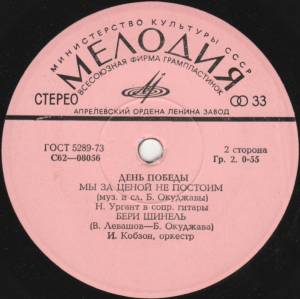 МИНИСТЕРСТВО КУЛЬТУРЫ СССР
МЕЛОДИЯ
ВСЕСОЮЗНАЯ ФИРМА ГРАМПЛАСТИНОК
СТЕРЕО
33
АПРЕЛЕВСКИЙ ОРДЕНА ЛЕНИНА ЗАВОД
ГОСТ 5289-73
2 сторона
С62—08056
Гр. 2. 0-55
ДЕНЬ ПОБЕДЫ
МЫ ЗА ЦЕНОЙ НЕ ПОСТОИМ
(муз. и сл. Б. Окуджавы)
Н. Ургант в сопр. гитары
БЕРИ ШИНЕЛЬ
(В. Левашов—Б. Окуджава)
И. Кобзон, оркестр